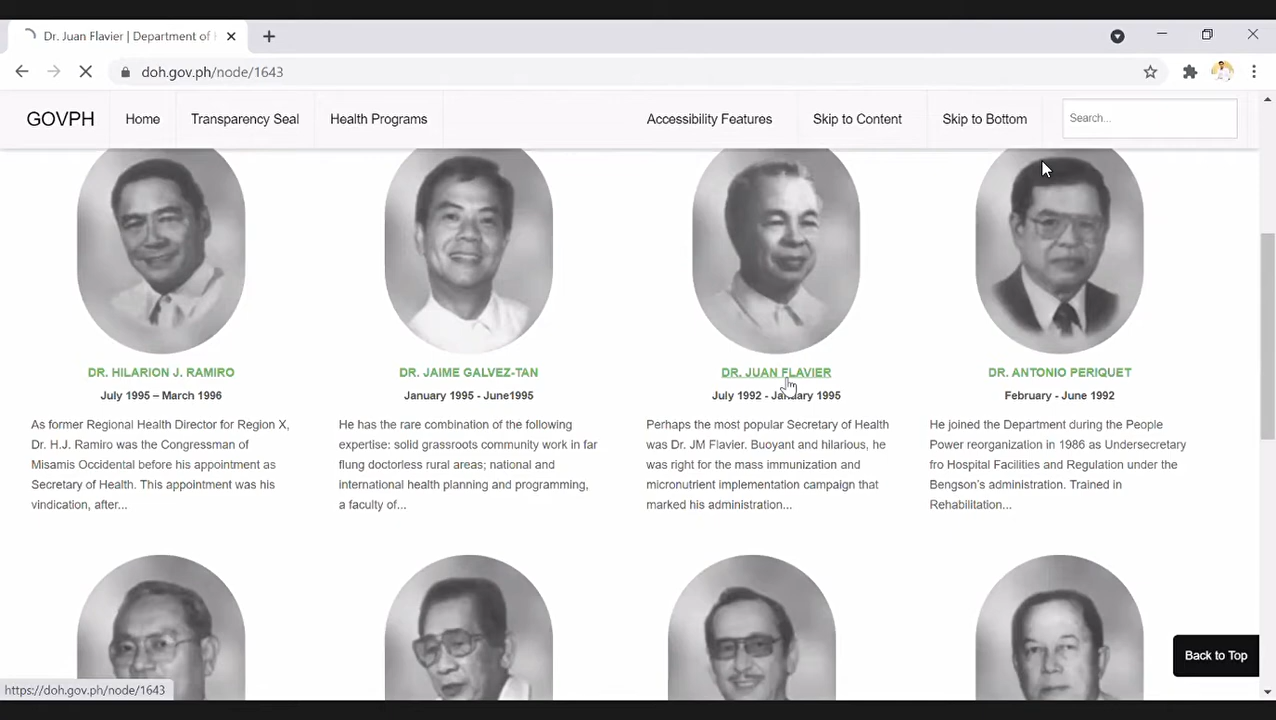 Dr. Juan Flavier | Department of H
doh.gov.ph/node/1643
GOVPH Home Transparency Seal Health Programs Accessibility Features Skip to Content Skip to Bottom Search...
DR. HILARION J. RAMIRO
July 1995 – March 1996
As former Regional Health Director for Region X,
Dr. H.J. Ramiro was the Congressman of
Misamis Occidental before his appointment as
Secretary of Health. This appointment was his
vindication, after...
DR. JAIME GALVEZ-TAN
January 1995 - June1995
He has the rare combination of the following
expertise: solid grassroots community work in far
flung doctorless rural areas; national and
international health planning and programming,
a faculty of...
DR. JUAN FLAVIER
July 1992 - January 1995
Perhaps the most popular Secretary of Health
was Dr. JM Flavier. Buoyant and hilarious, he
was right for the mass immunization and
micronutrient implementation campaign that
marked his administration...
DR. ANTONIO PERIQUET
February - June 1992
He joined the Department during the People
Power reorganization in 1986 as Undersecretary
fro Hospital Facilities and Regulation under the
Bengson's administration. Trained in
Rehabilitation...
Back to Top
https://doh.gov.ph/node/1643